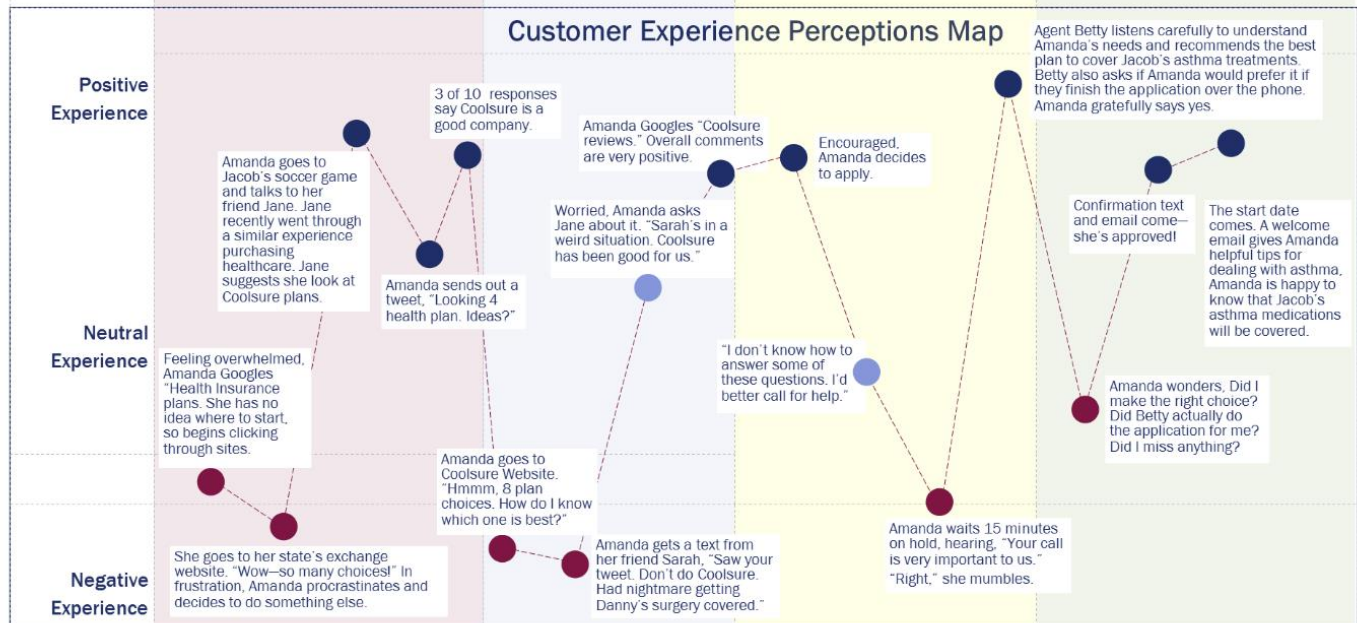 Customer Experience Perceptions Map
Positive
Experience
Neutral
Experience
Negative
Experience
Feeling overwhelmed,
Amanda Googles
“Health Insurance
plans. She has no
idea where to start,
so begins clicking
through sites.
She goes to her state’s exchange
website. “Wow—so many choices!” In
frustration, Amanda procrastinates and
decides to do something else.
Amanda goes to
Jacob’s soccer game
and talks to her
friend Jane. Jane
recently went through
a similar experience
purchasing
healthcare. Jane
suggests she look at
Coolsure plans.
Amanda sends out a
tweet, “Looking 4
health plan. Ideas?”
3 of 10 responses
say Coolsure is a
good company.
Amanda goes to
Coolsure Website.
“Hmmm, 8 plan
choices. How do I know
which one is best?”
Amanda gets a text from
her friend Sarah, “Saw your
tweet. Don’t do Coolsure.
Had nightmare getting
Danny’s surgery covered.”
Worried, Amanda asks
Jane about it. “Sarah’s in a
weird situation. Coolsure
has been good for us.”
Amanda Googles “Coolsure
reviews.” Overall comments
are very positive.
Encouraged,
Amanda decides
to apply.
“I don’t know how to
answer some of
these questions. I’d
better call for help.”
Amanda waits 15 minutes
on hold, hearing, “Your call
is very important to us.”
“Right,” she mumbles.
Agent Betty listens carefully to understand
Amanda’s needs and recommends the best
plan to cover Jacob’s asthma treatments.
Betty also asks if Amanda would prefer it if
they finish the application over the phone.
Amanda gratefully says yes.
Amanda wonders, Did I
make the right choice?
Did Betty actually do
the application for me?
Did I miss anything?
Confirmation text
and email come—
she’s approved!
The start date
comes. A welcome
email gives Amanda
helpful tips for
dealing with asthma,
Amanda is happy to
know that Jacob’s
asthma medications
will be covered.